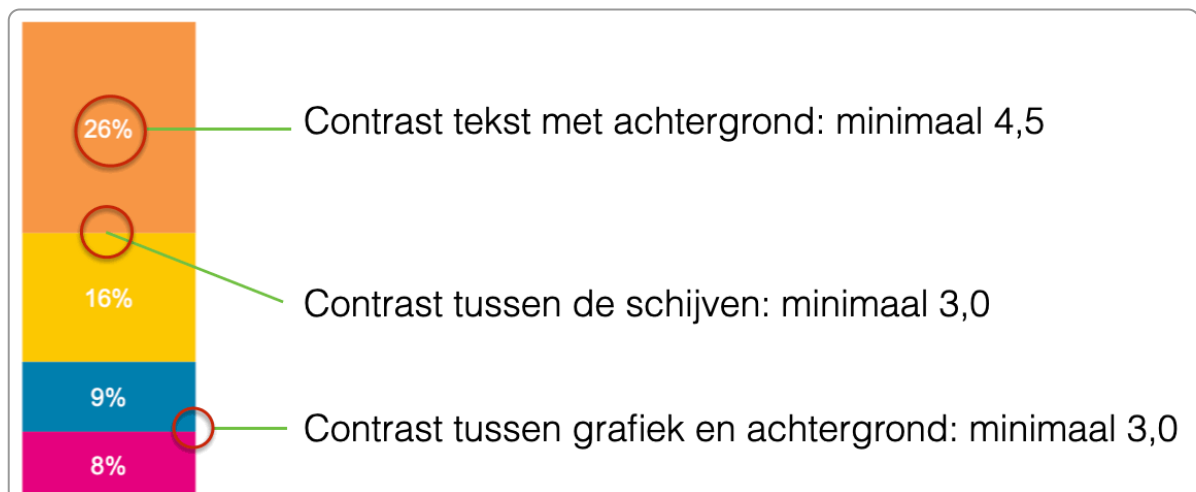 26%
Contrast tekst met achtergrond: minimaal 4,5
16%
Contrast tussen de schijven: minimaal 3,0
9%
Contrast tussen grafiek en achtergrond: minimaal 3,0
8%